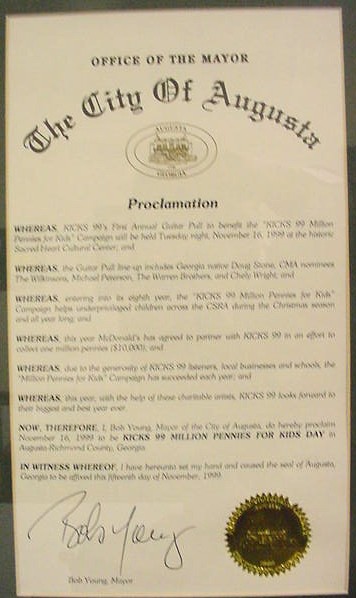 OFFICE OF THE MAYOR
The City Of Augusta
AUGUSTA
GEORGIA
Proclamation
WHEREAS, KICKS 99's First Annual Guitar Pull to benefit the "KICKS 99 Million
Pennies for Kids" Campaign will be held Tuesday night, November 16, 1999 at the historic
Sacred Heart Cultural Center; and
WHEREAS, the Guitar Pull line-up includes Georgia native Doug Stone, CMA nominees
The Wilkinsons, Michael Peterson, The Warren Brothers, and Chely Wright; and
WHEREAS, entering into its eighth year, the "KICKS 99 Million Pennies for Kids"
Campaign helps underprivileged children across the CSRA during the Christmas season
and all year long; and
WHEREAS, this year McDonald's has agreed to partner with KICKS 99 in an effort to
collect one million pennies ($10,000); and
WHEREAS, due to the generosity of KICKS 99 listeners, local businesses and schools, the
"Million Pennies for Kids" Campaign has succeeded each year; and
WHEREAS, this year, with the help of these charitable artists, KICKS 99 looks forward to
their biggest and best year ever.
NOW, THEREFORE, I, Bob Young, Mayor of the City of Augusta, do hereby proclaim
November 16, 1999 to be KICKS 99 MILLION PENNIES FOR KIDS DAY in
Augusta-Richmond County, Georgia.
IN WITNESS WHEREOF, I have hereunto set my hand and caused the seal of Augusta,
Georgia to be affixed this fifteenth day of November, 1999.
Bob Young
Bob Young, Mayor